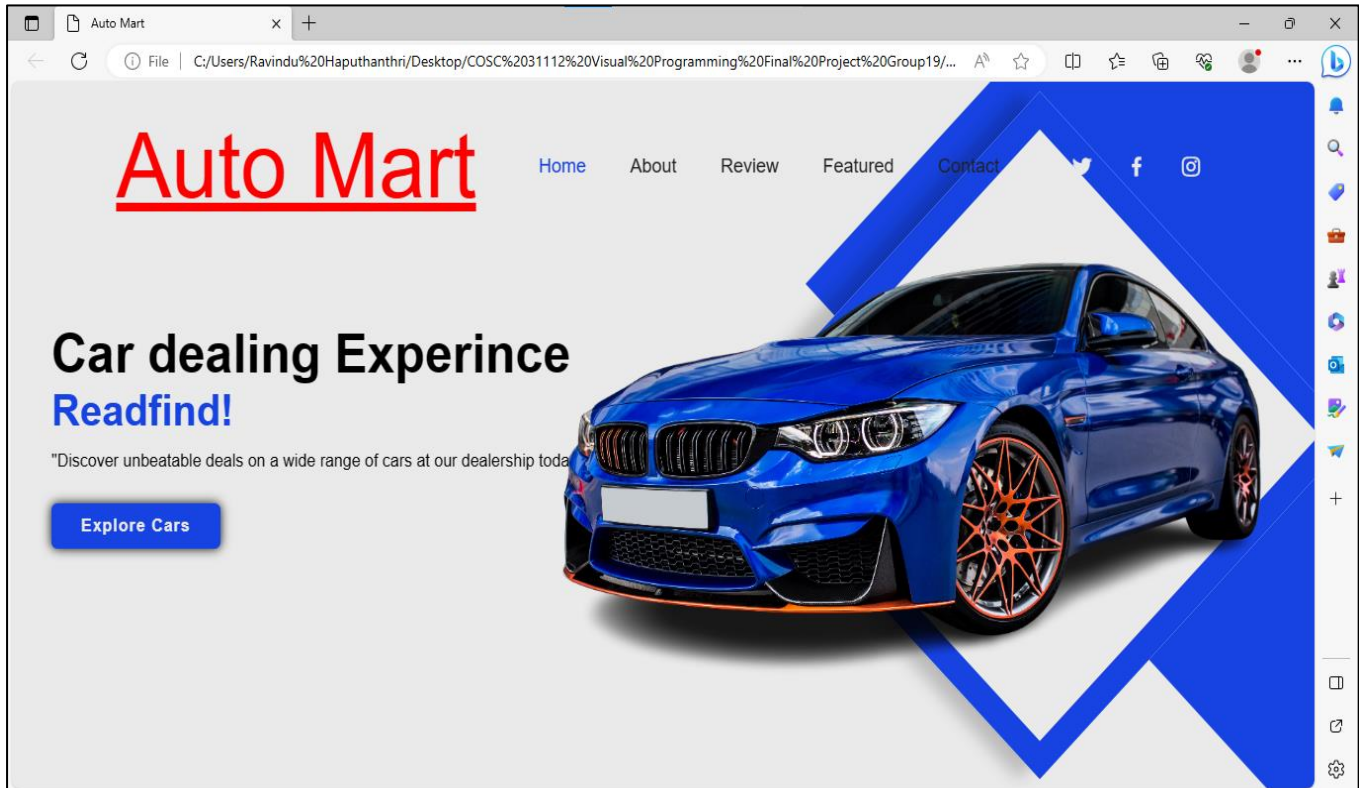 Auto Mart
File C:/Users/Ravindu%20Haputhanthri/Desktop/COSC%2031112%20Visual%20Programming%20Final%20Project%20Group19/...
Auto Mart Home About Review Featured Contact
Car dealing Experince
Readfind!
"Discover unbeatable deals on a wide range of cars at our dealership toda
Explore Cars